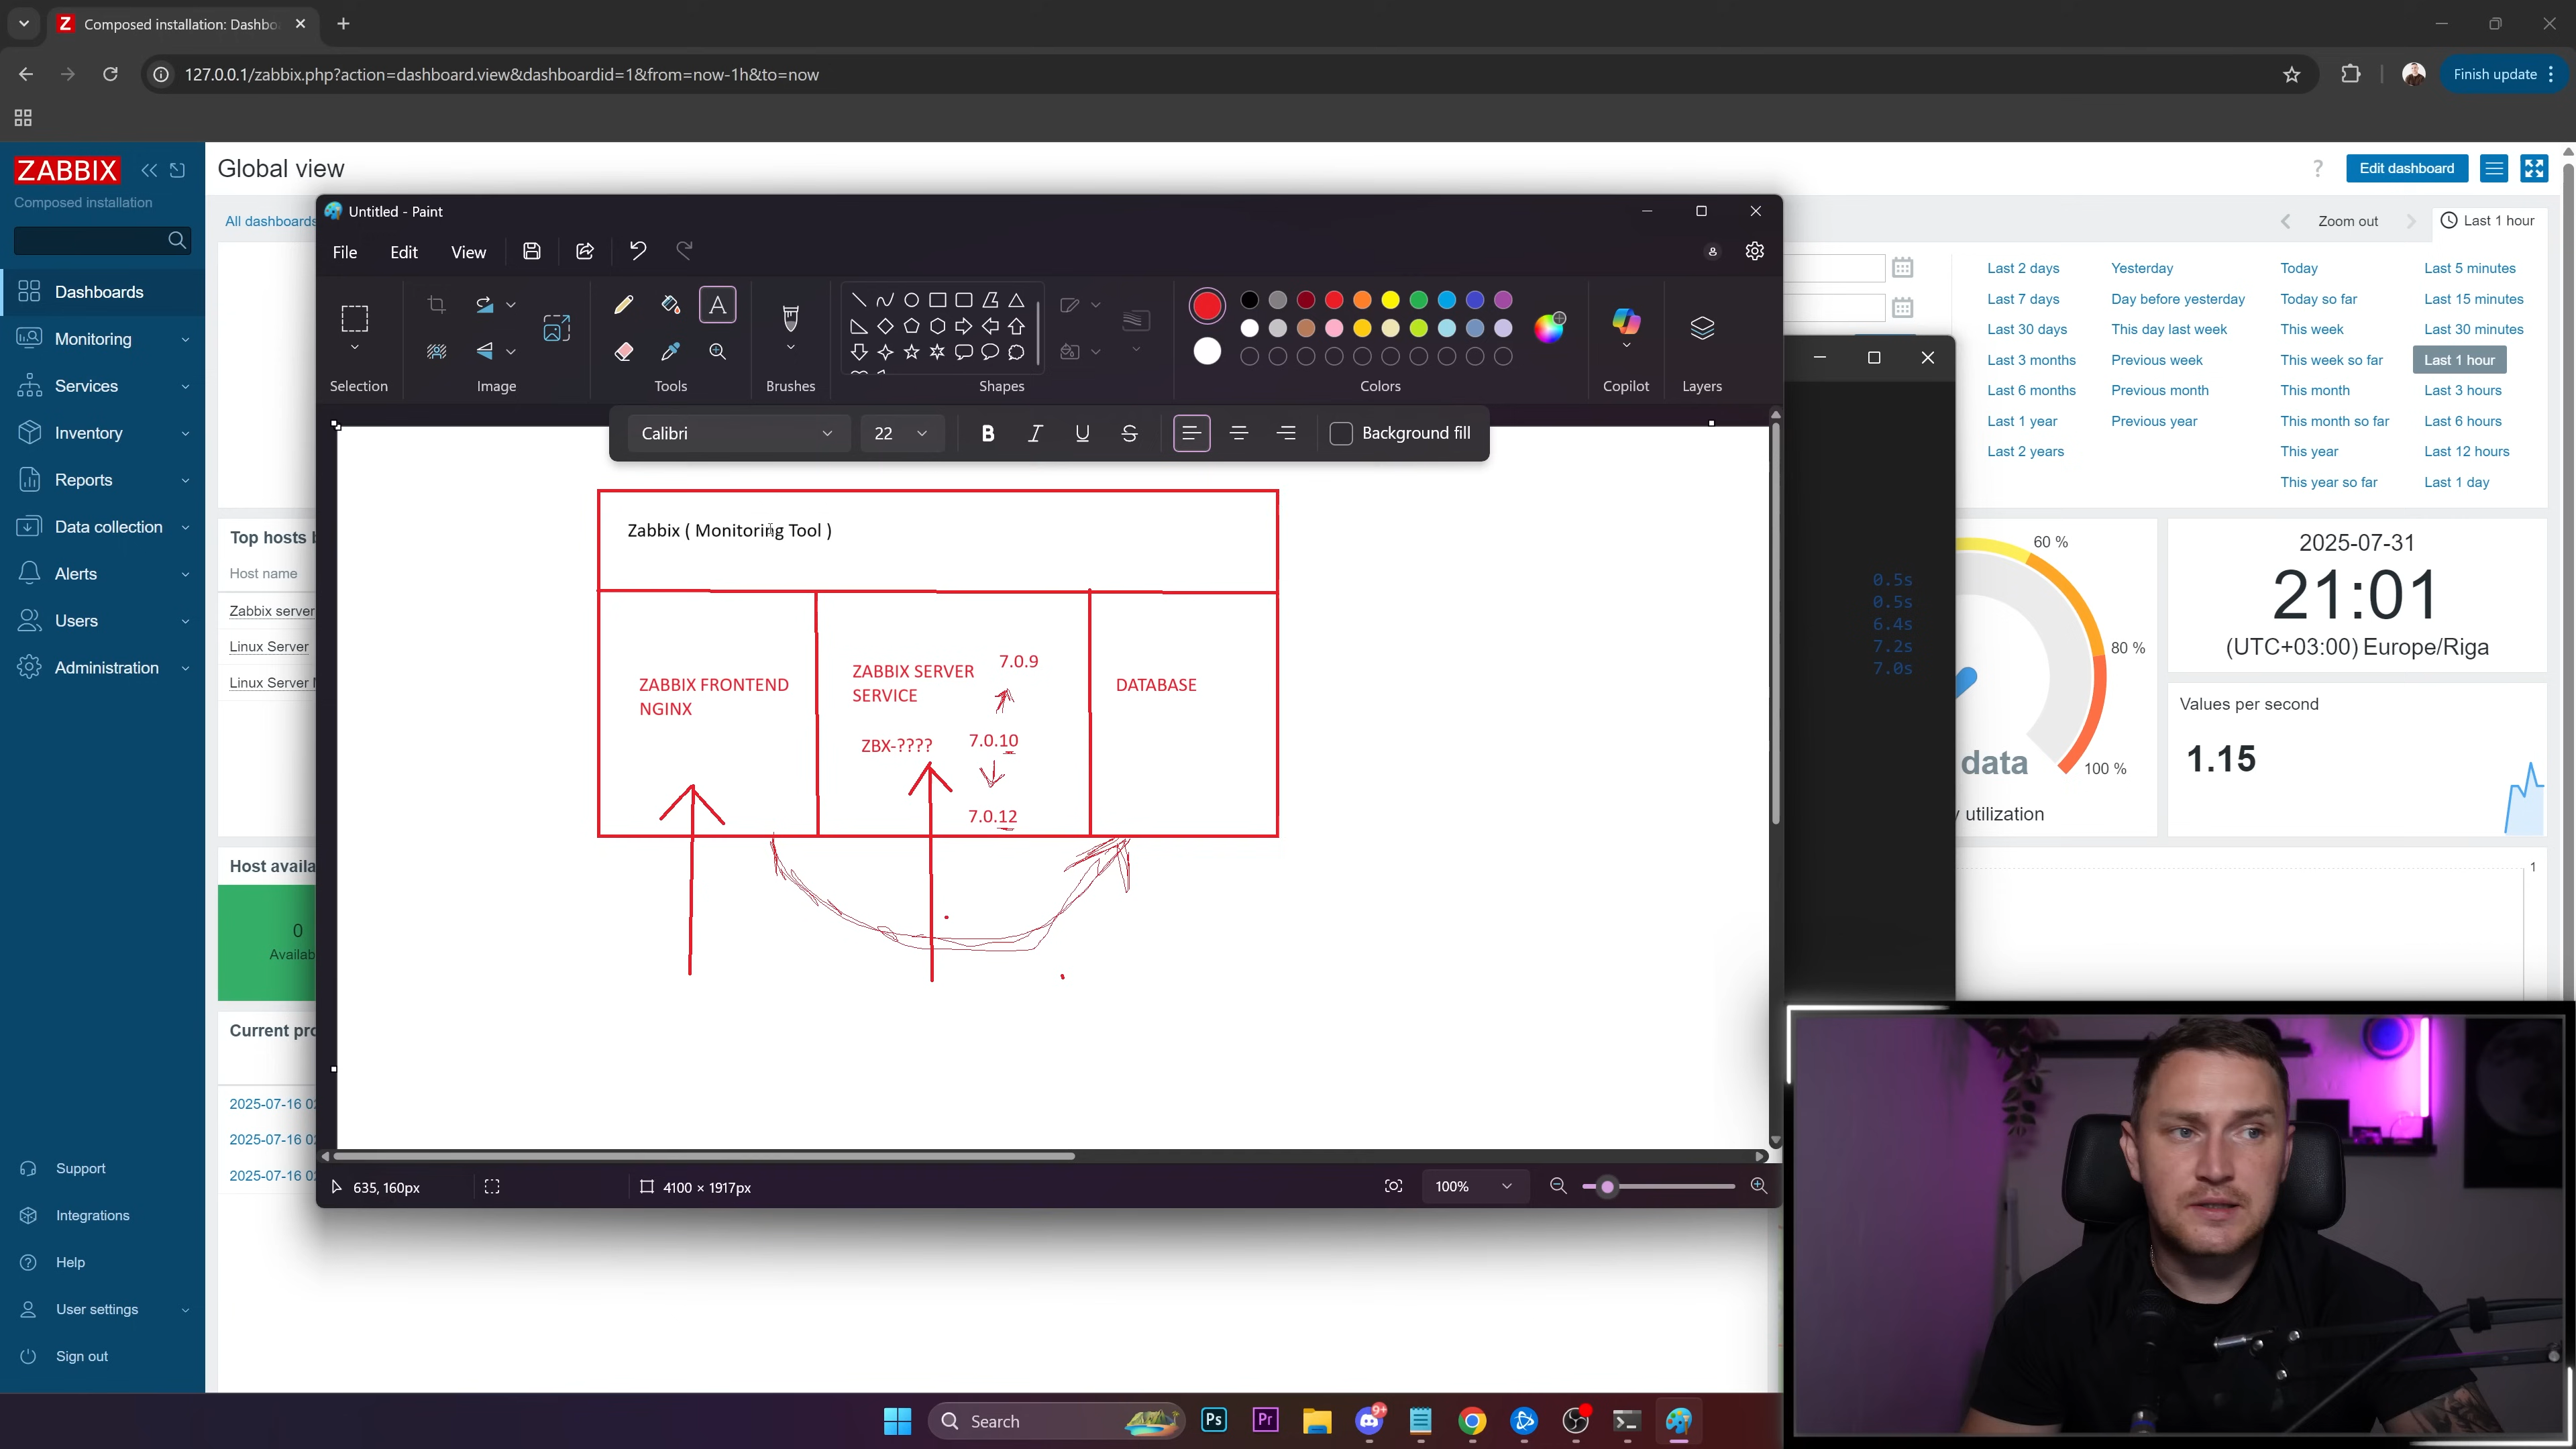 Composed installation: Dashbo
127.0.0.1/zabbix.php?action=dashboard.view&dashboardid=1&from=now-1h&to=now
Finish update
ZABBIX
Composed installation
Dashboards
Monitoring
Services
Inventory
Reports
Data collection
Alerts
Users
Administration
Support
Integrations
Help
User settings
Sign out
Global view
Edit dashboard
All dashboards
Zoom out
Last 1 hour
Untitled - Paint
File
Edit
View
Selection
Image
Tools
Brushes
Shapes
Colors
Copilot
Layers
Calibri
22
B
I
U
S
Background fill
Zabbix ( Monitoring Tool )
ZABBIX FRONTEND
NGINX
ZABBIX SERVER
SERVICE
ZBX-????
7.0.9
7.0.10
7.0.12
DATABASE
635, 160px
4100 × 1917px
100%
Last 2 days
Yesterday
Today
Last 5 minutes
Last 7 days
Day before yesterday
Today so far
Last 15 minutes
Last 30 days
This day last week
This week
Last 30 minutes
Last 3 months
Previous week
This week so far
Last 1 hour
Last 6 months
Previous month
This month
Last 3 hours
Last 1 year
Previous year
This month so far
Last 6 hours
Last 2 years
This year
Last 12 hours
This year so far
Last 1 day
0.5s
0.5s
6.4s
7.2s
7.0s
60 %
80 %
100 %
data
utilization
2025-07-31
21:01
(UTC+03:00) Europe/Riga
Values per second
1.15
1
Top hosts
Host name
Zabbix server
Linux Server
Linux Server
Host availa
0
Availab
Current pro
2025-07-16
2025-07-16
2025-07-16
Search
Ps
Pr
9+